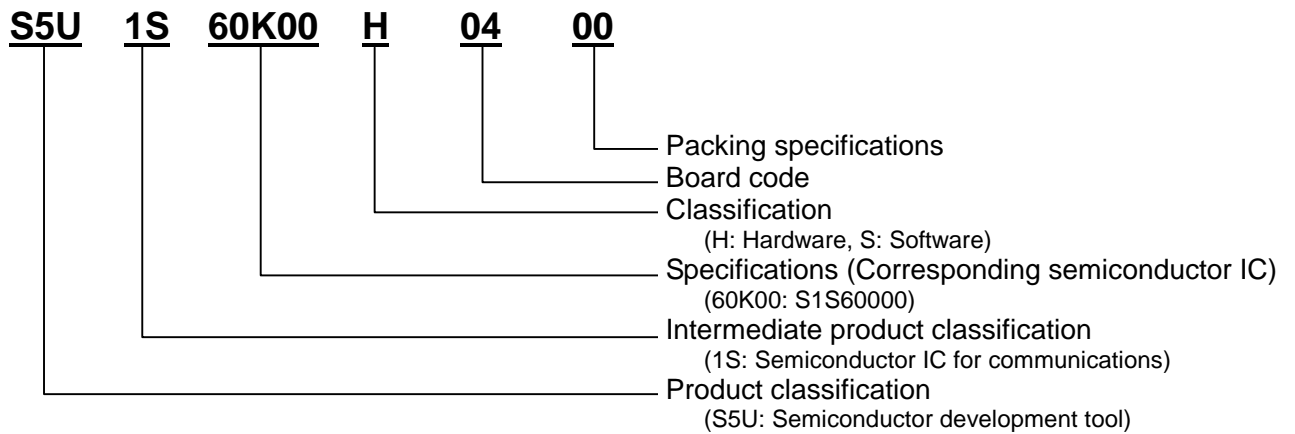 S5U 1S 60K00 H 04 00
Packing specifications
Board code
Classification
(H: Hardware, S: Software)
Specifications (Corresponding semiconductor IC)
(60K00: S1S60000)
Intermediate product classification
(1S: Semiconductor IC for communications)
Product classification
(S5U: Semiconductor development tool)